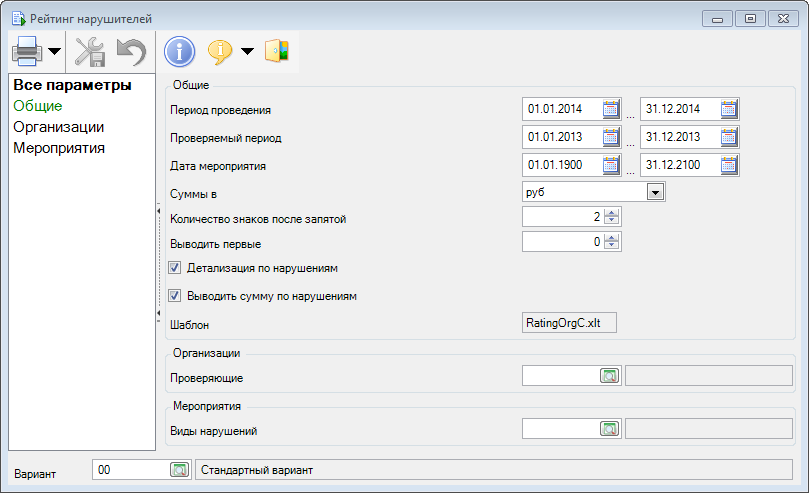 Рейтинг нарушителей
Все параметры
Общие
Организации
Мероприятия
Общие
Период проведения 01.01.2014 ... 31.12.2014
Проверяемый период 01.01.2013 ... 31.12.2013
Дата мероприятия 01.01.1900 ... 31.12.2100
Суммы в руб
Количество знаков после запятой 2
Выводить первые 0
Детализация по нарушениям
Выводить сумму по нарушениям
Шаблон RatingOrgC.xlt
Организации
Проверяющие
Мероприятия
Виды нарушений
Вариант 00 Стандартный вариант